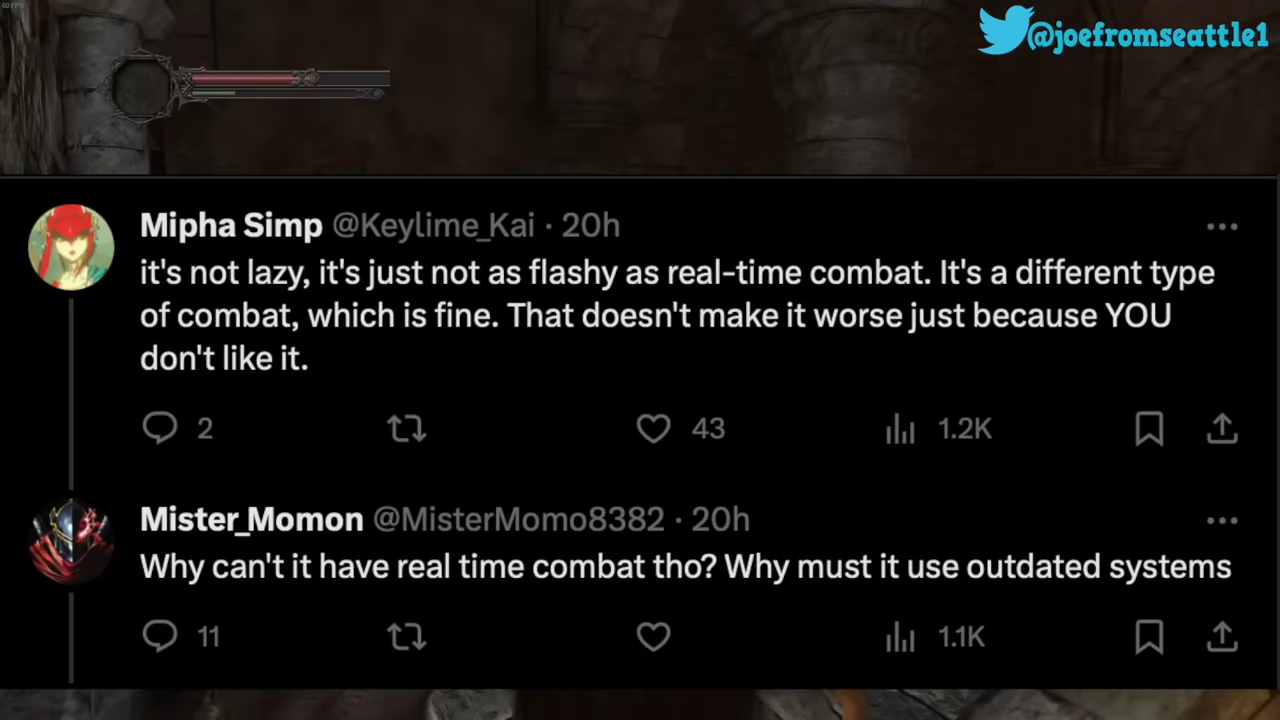 60 FPS
@joefromseattle1
Mipha Simp @Keylime_Kai · 20h
it's not lazy, it's just not as flashy as real-time combat. It's a different type
of combat, which is fine. That doesn't make it worse just because YOU
don't like it.
2 43 1.2K
Mister_Momon @MisterMomo8382 · 20h
Why can't it have real time combat tho? Why must it use outdated systems
11 1.1K